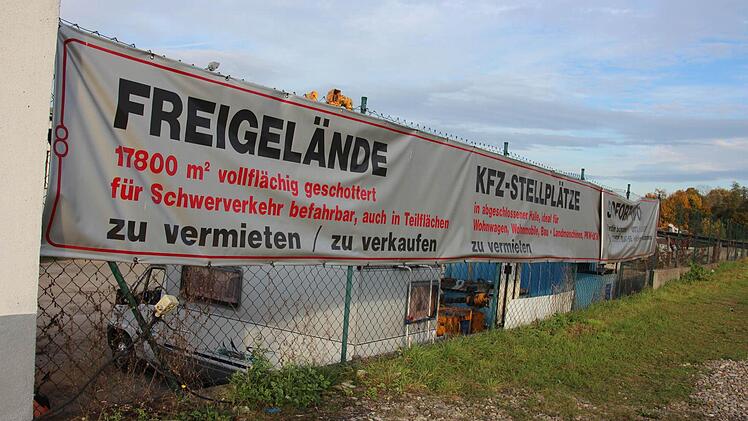 FREIGELÄNDE
17800 m² vollflächig geschottert
für Schwerverkehr befahrbar, auch in Teilflächen
zu vermieten / zu verkaufen
KFZ-STELLPLÄTZE
in abgeschlossener Halle, ideal für
Wohnwagen, Wohnmobile, Bau - Landmaschinen, PKW
zu vermieten